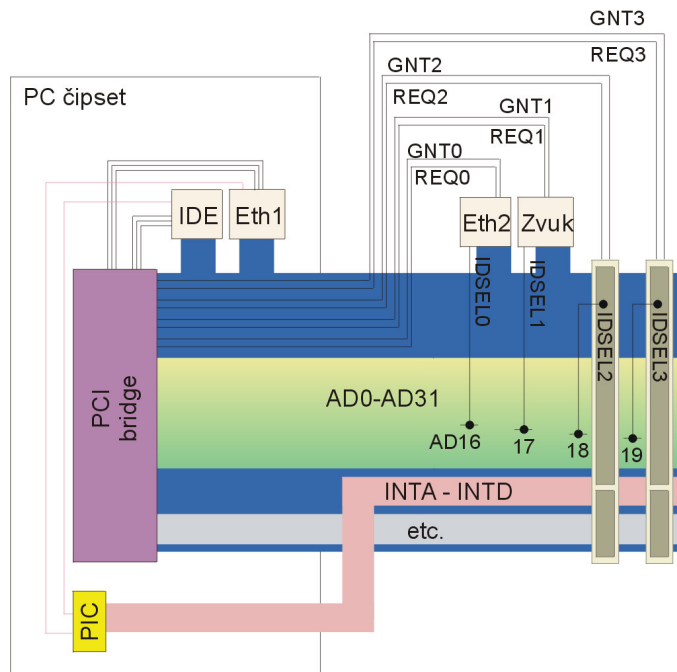 GNT3
REQ3
GNT2
REQ2
GNT1
REQ1
GNT0
REQ0
PC čipset
IDE
Eth1
Eth2
Zvuk
IDSEL0
IDSEL1
IDSEL2
IDSEL3
PCI
bridge
AD0-AD31
AD16
17
18
19
INTA - INTD
etc.
PIC